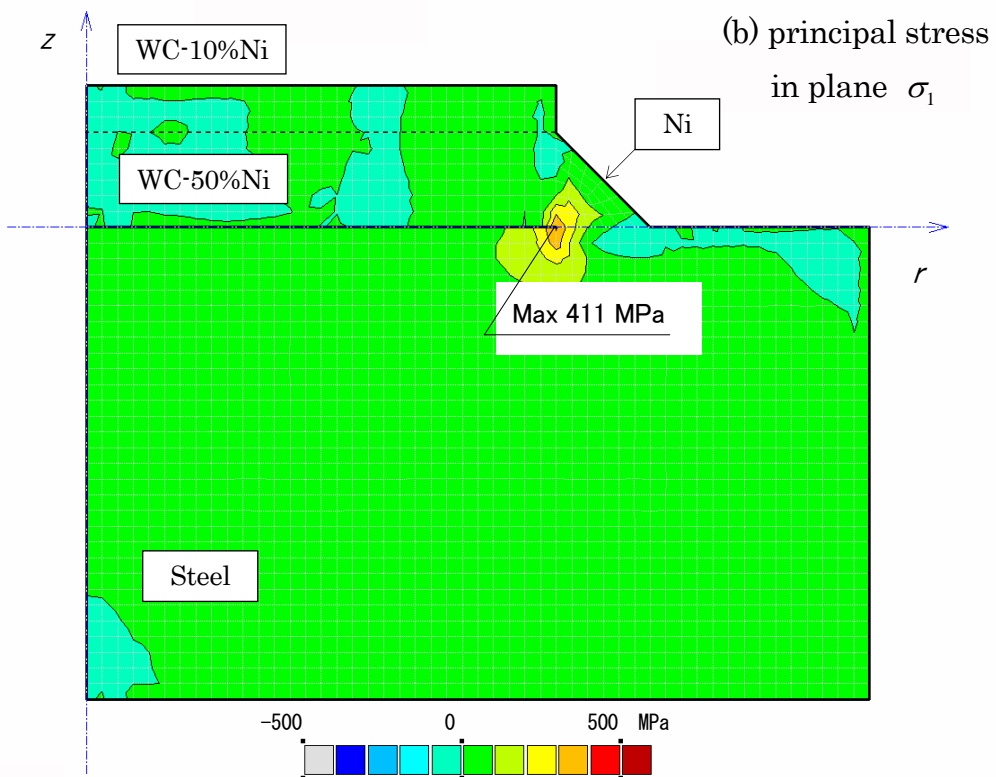 (b) principal stress
in plane σ₁
z
WC-10%Ni
Ni
WC-50%Ni
r
Max 411 MPa
Steel
-500 0 500 MPa